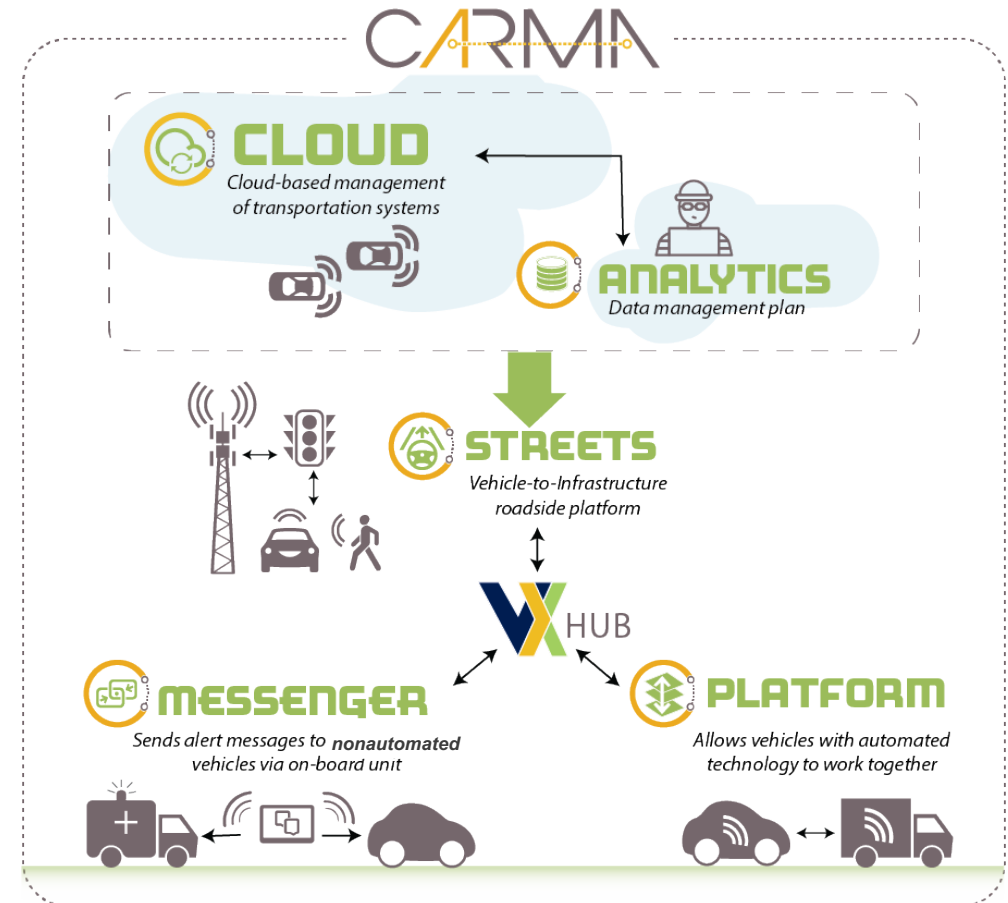 CARMA
CLOUD
Cloud-based management
of transportation systems
ANALYTICS
Data management plan
STREETS
Vehicle-to-Infrastructure
roadside platform
VX HUB
MESSENGER
Sends alert messages to nonautomated
vehicles via on-board unit
PLATFORM
Allows vehicles with automated
technology to work together